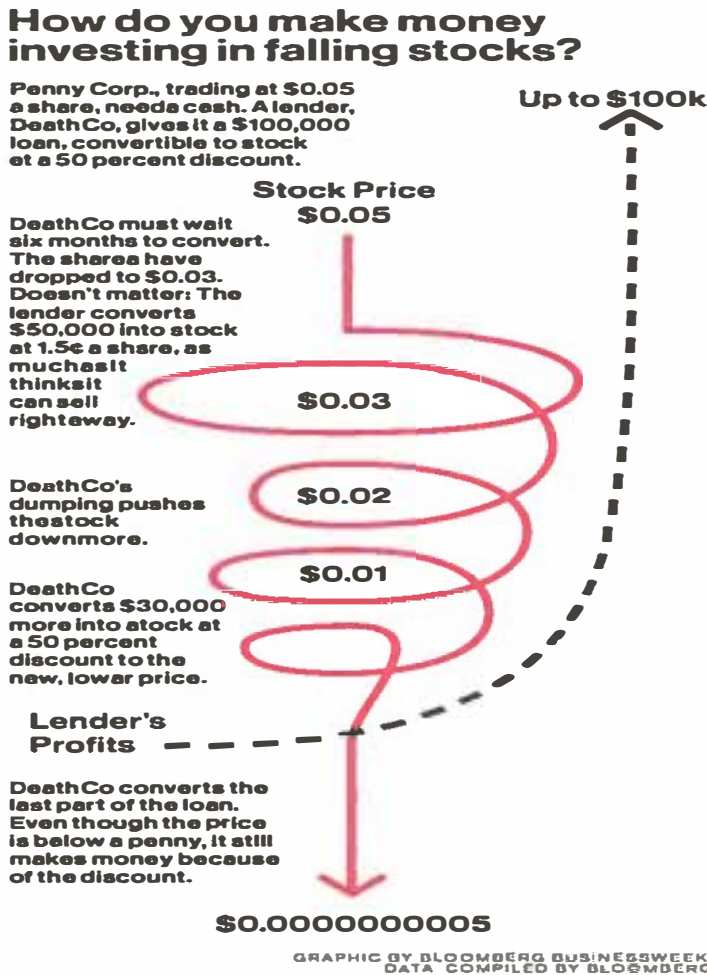 How do you make money
investing in falling stocks?
Penny Corp., trading at $0.05
a share, needa cash. A lender,
DeathCo, gives it a $100,000
loan, convertible to stock
et a 50 percent discount.
Up to $100k
Stock Price
$0.05
DeathCo must wait
six months to convert.
The sharea have
dropped to $0.03.
Doesn't matter: The
lender converts
$50,000 into stock
at 1.5¢ a share, as
muchasit
thinksit
can sell
righteway.
$0.03
DeathCo's
dumping pushes
thestock
downmore.
$0.02
$0.01
DeathCo
converts $30,000
more into atock at
a 50 percent
discount to the
new, lowar price.
Lender's
Profits
DeathCo converts the
last part of the loan.
Even though the price
is below a penny, it still
makes money because
of the discount.
$0.0000000005
GRAPHIC BY BLOOMBERG BUSINESSWEEK
DATA COMPILED BY BLOOMBERG